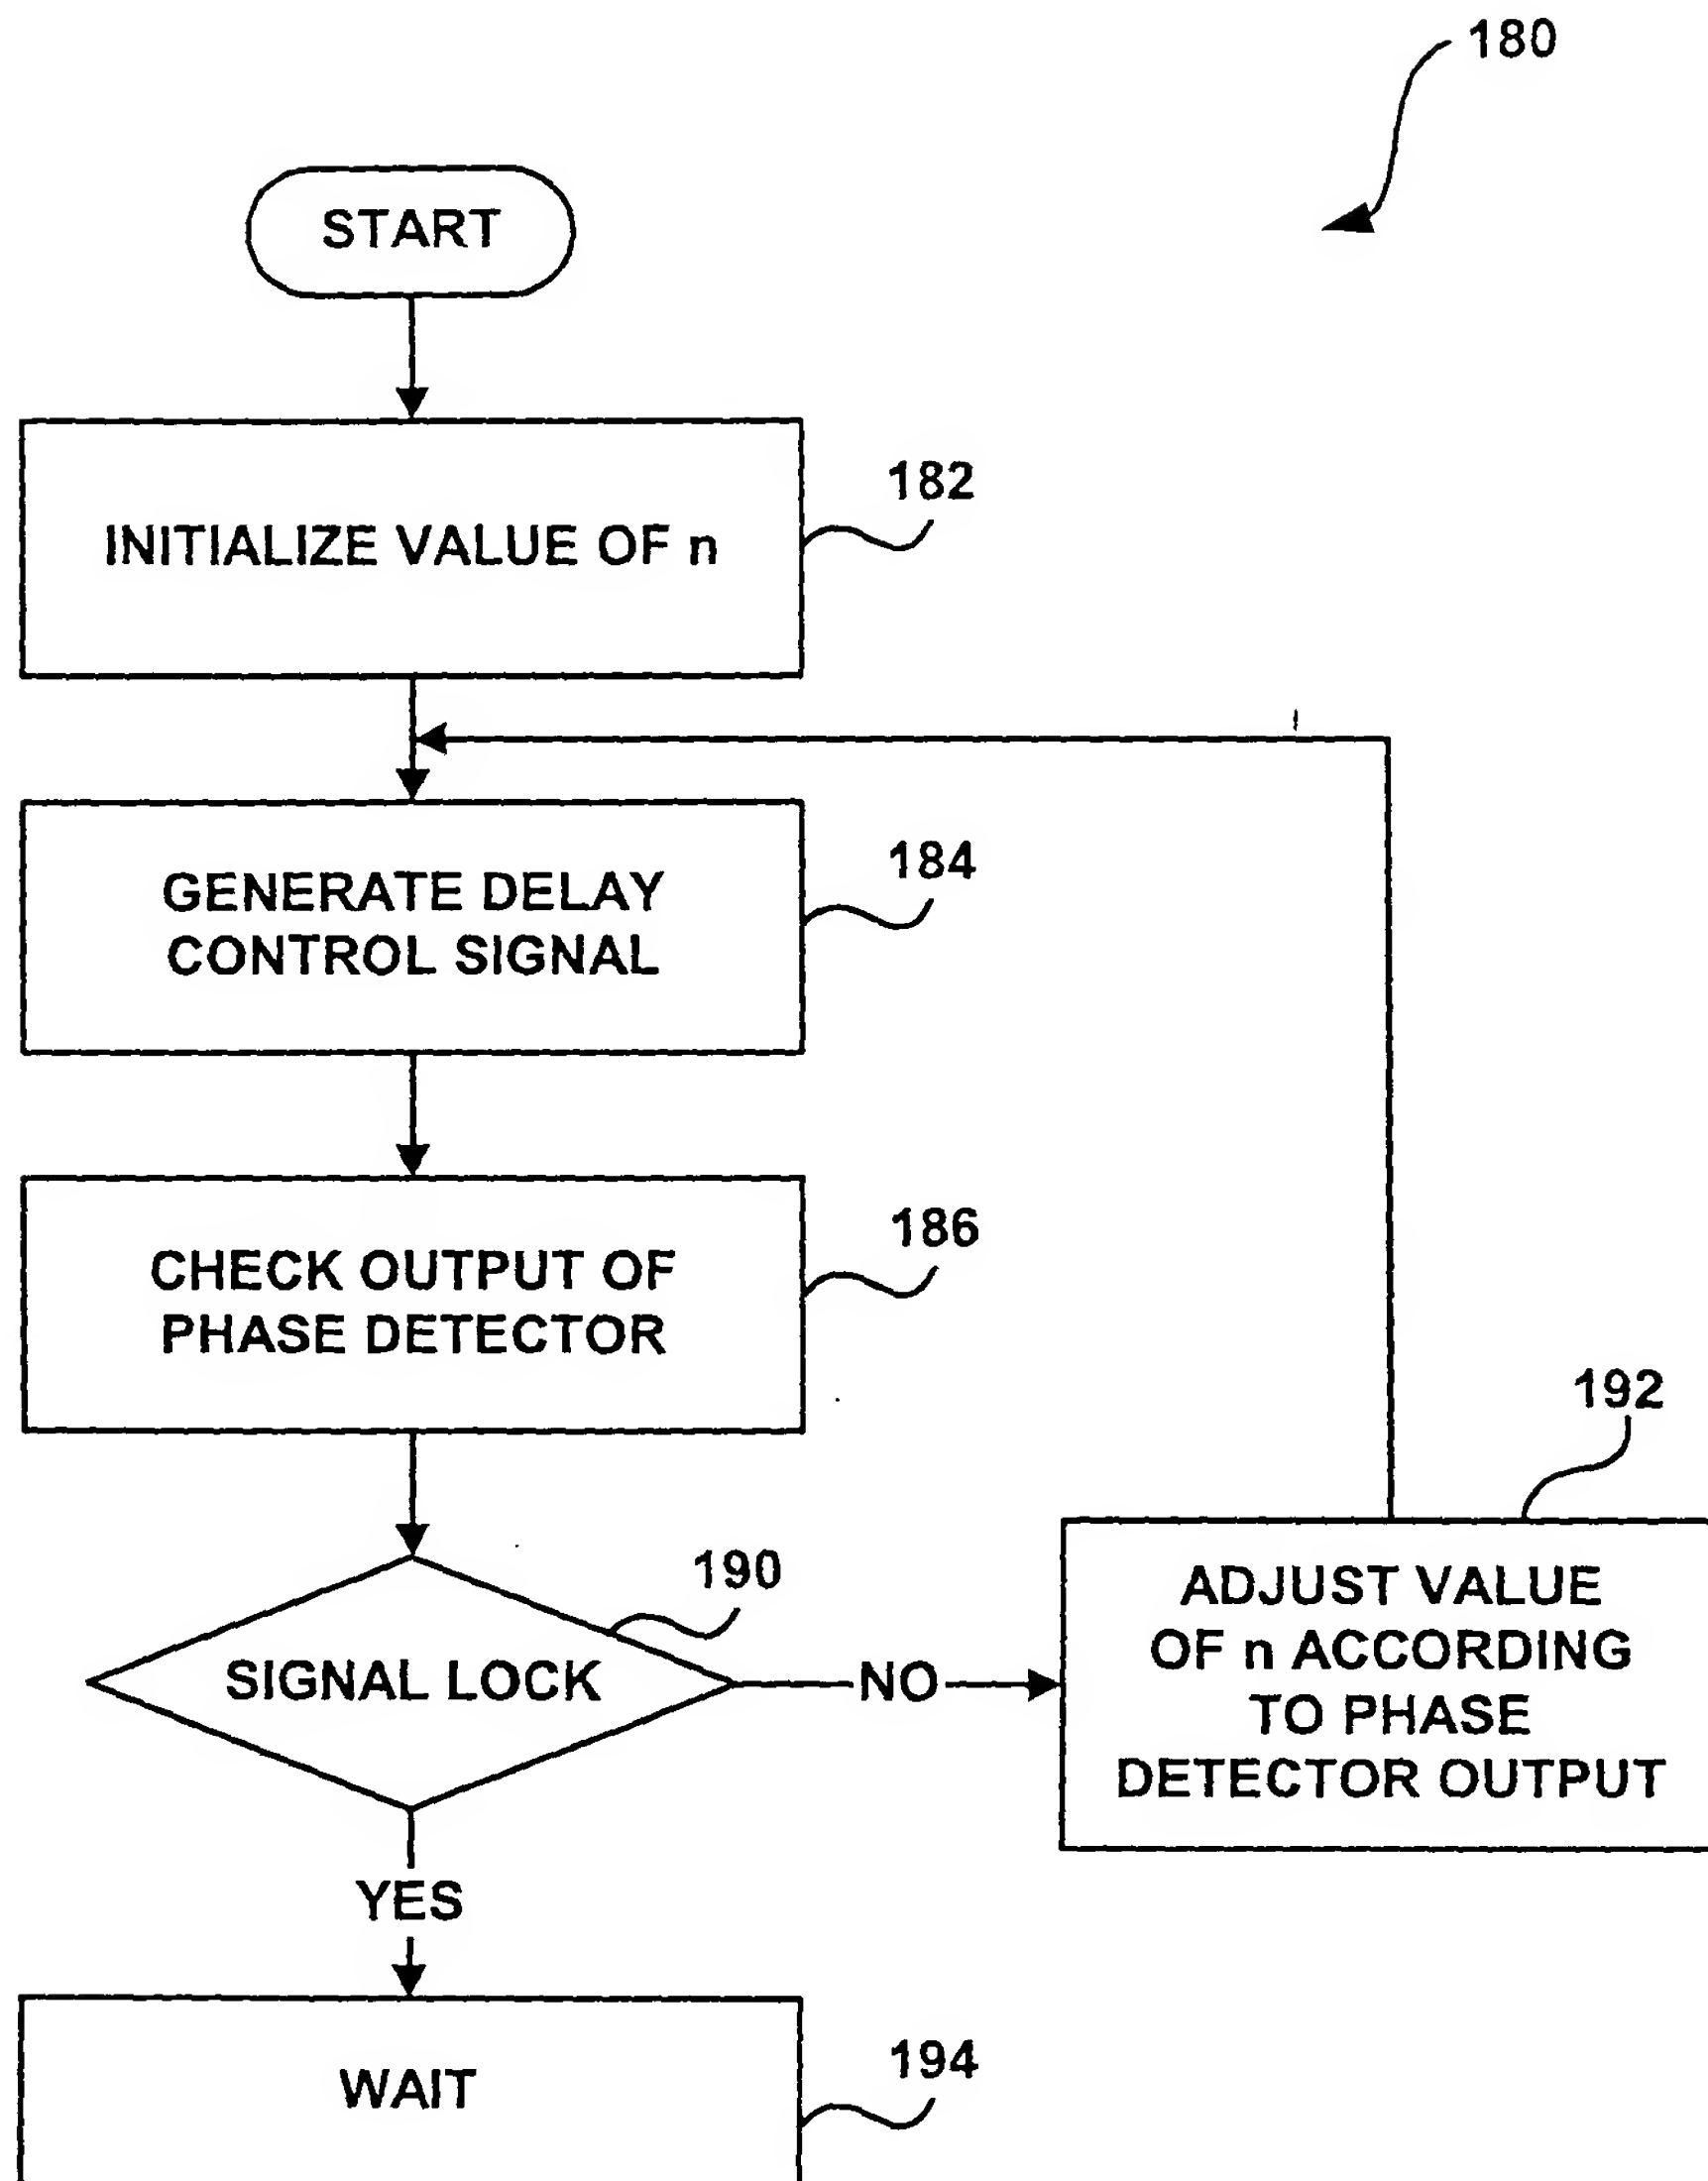 180
START
182
INITIALIZE VALUE OF n
184
GENERATE DELAY
CONTROL SIGNAL
186
CHECK OUTPUT OF
PHASE DETECTOR
192
190
SIGNAL LOCK
NO
ADJUST VALUE
OF n ACCORDING
TO PHASE
DETECTOR OUTPUT
YES
194
WAIT